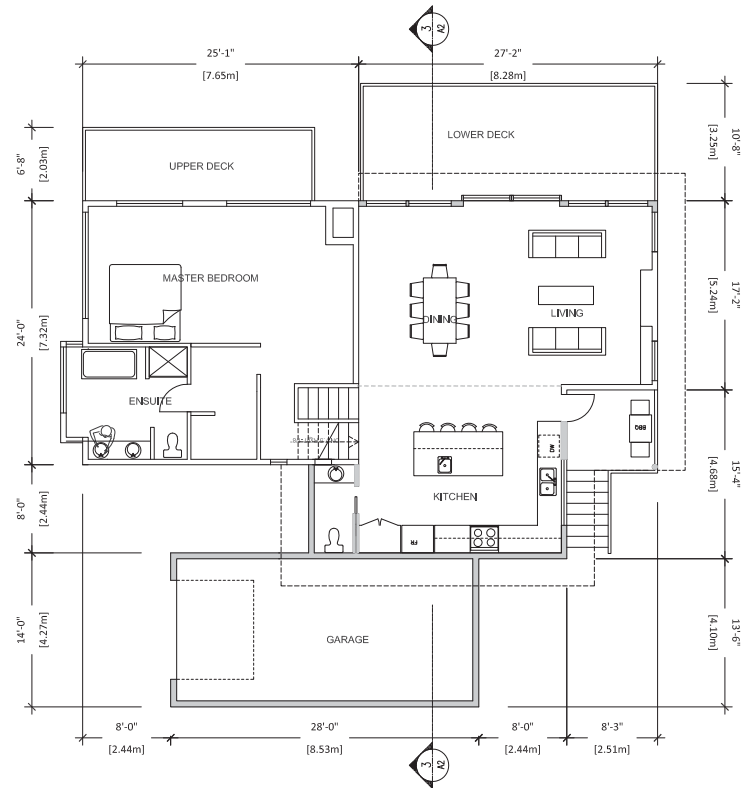 3
A2
25'-1"
[7.65m]
27'-2"
[8.28m]
LOWER DECK
10'-8"
[3.25m]
6'-8"
[2.03m]
UPPER DECK
MASTER BEDROOM
24'-0"
[7.32m]
DINING
LIVING
17'-2"
[5.24m]
ENSUITE
BBQ
DW
KITCHEN
15'-4"
[4.68m]
8'-0"
[2.44m]
FR
14'-0"
[4.27m]
GARAGE
13'-6"
[4.10m]
8'-0"
[2.44m]
28'-0"
[8.53m]
8'-0"
[2.44m]
8'-3"
[2.51m]
3
A2